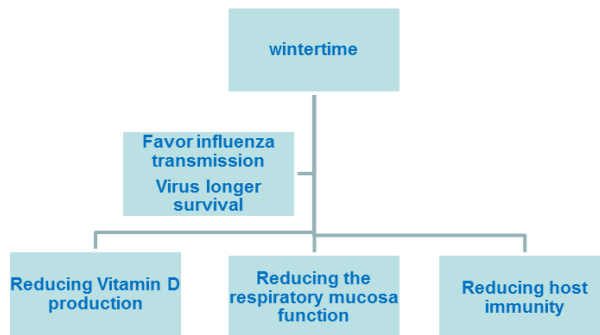 wintertime
Favor influenza
transmission
Virus longer
survival
Reducing Vitamin D
production
Reducing the
respiratory mucosa
function
Reducing host
immunity